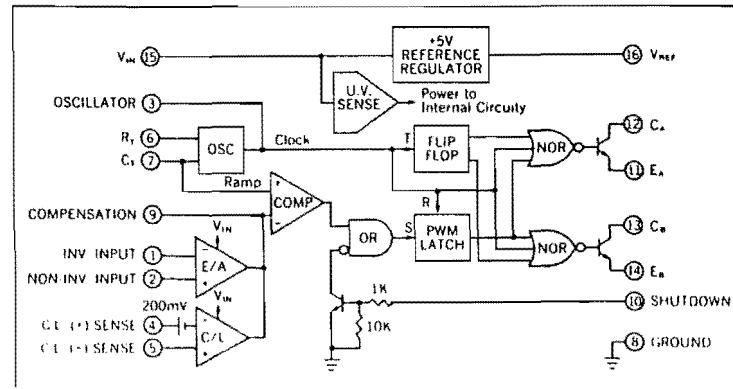 V_IN 15
+5V
REFERENCE
REGULATOR
16 V_REF
U.V.
SENSE
Power to
Internal Circuity
OSCILLATOR 3
12 C_A
R_T 6
C_T 7
OSC
Clock
T
FLIP
FLOP
NOR
11 E_A
Ramp
COMPENSATION 9
+
COMP
−
R
OR
S
PWM
LATCH
13 C_B
NOR
14 E_B
V_IN
INV INPUT 1
NON-INV INPUT 2
−
E/A
+
200mV
V_IN
C.L. SENSE 4
C.L. SENSE 5
−
C/L
+
1K
10K
10 SHUTDOWN
8 GROUND